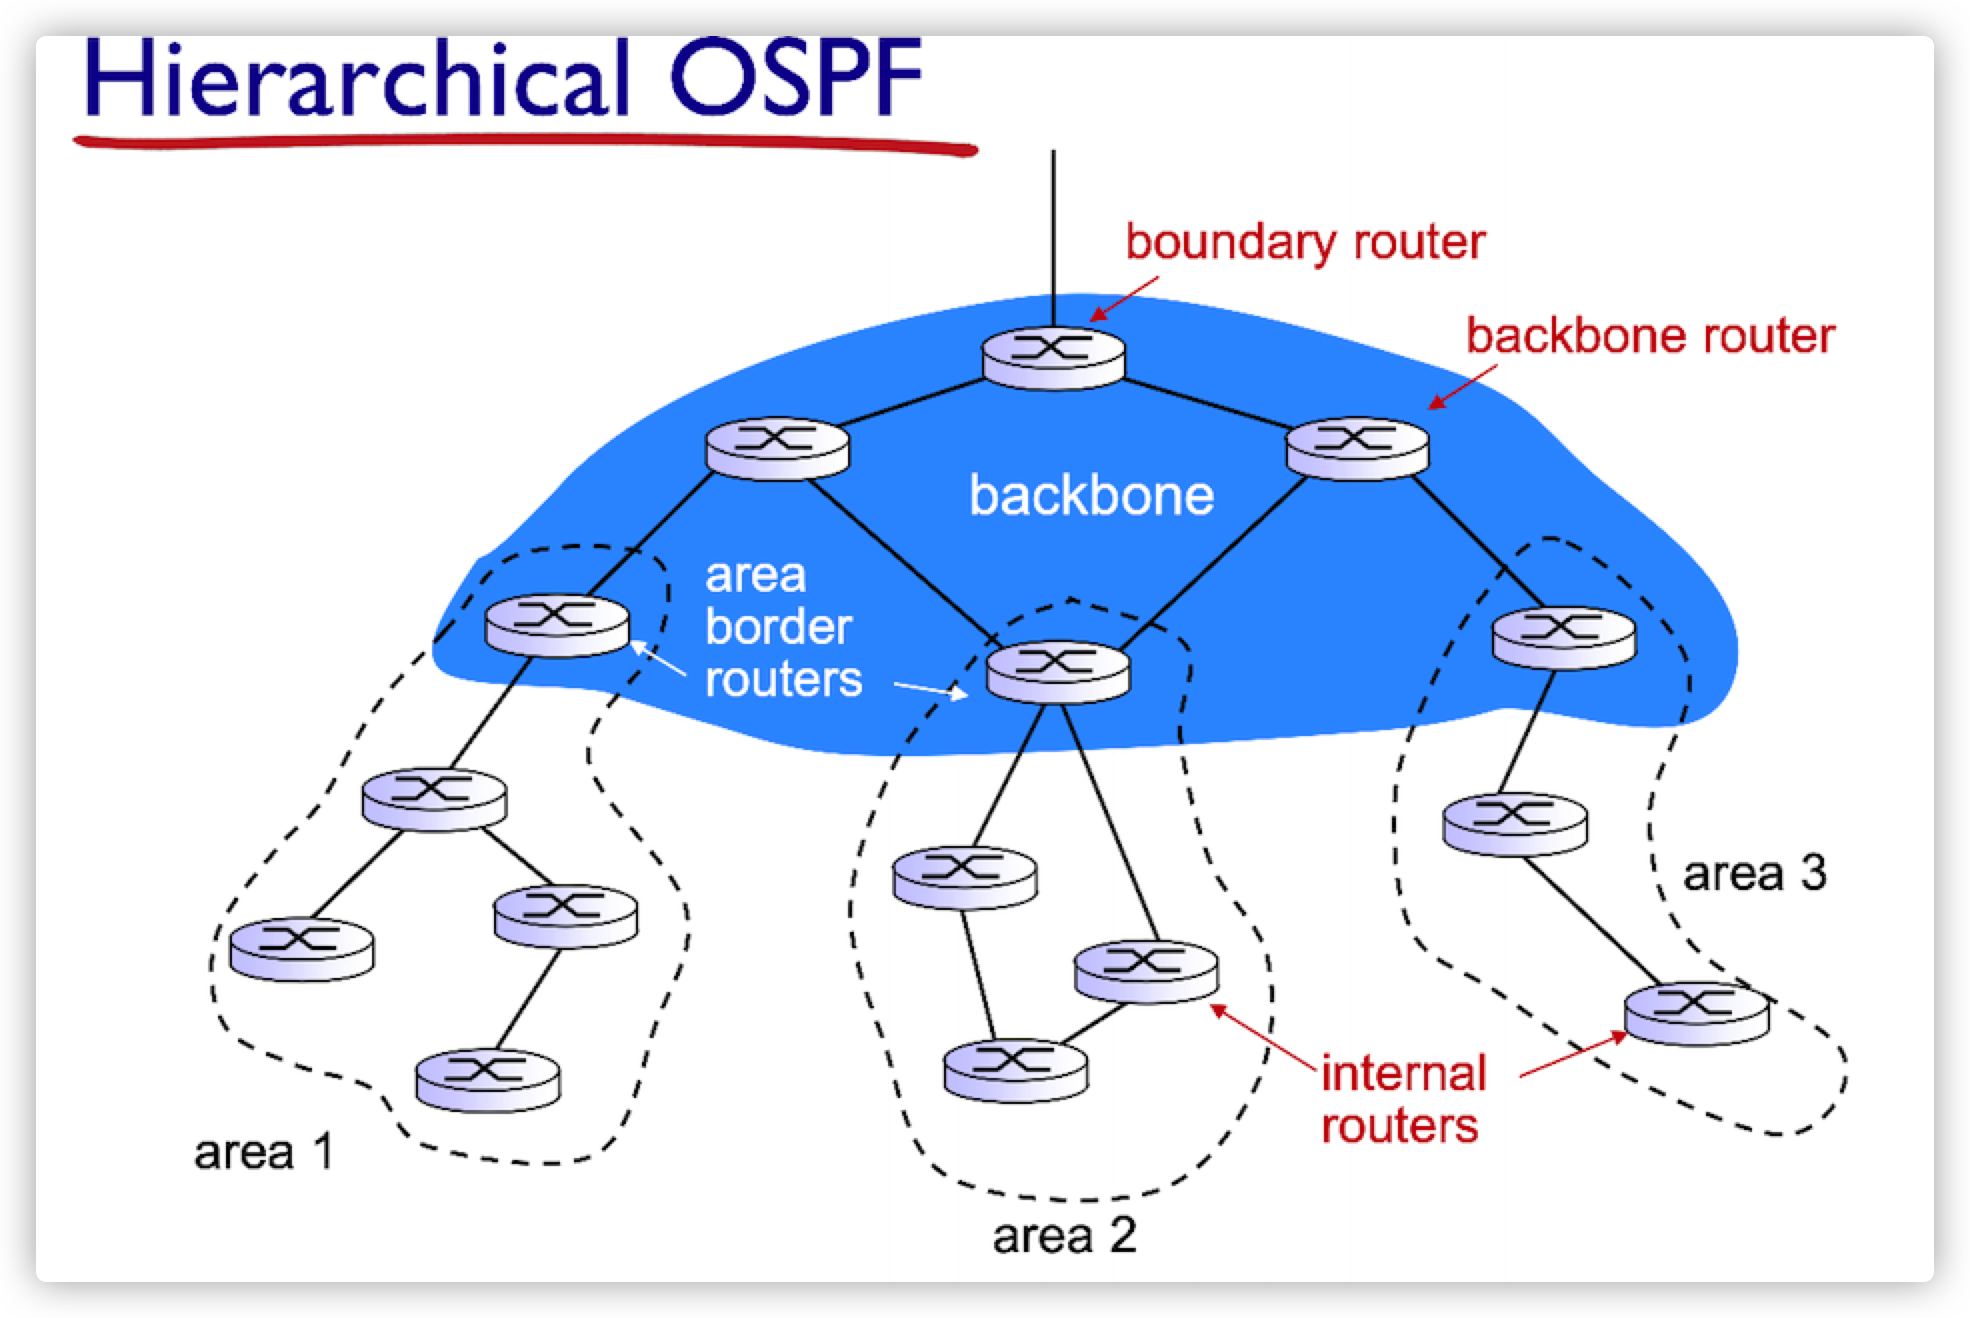 Hierarchical OSPF
boundary router
backbone router
backbone
area
border
routers
area 3
internal
routers
area 1
area 2